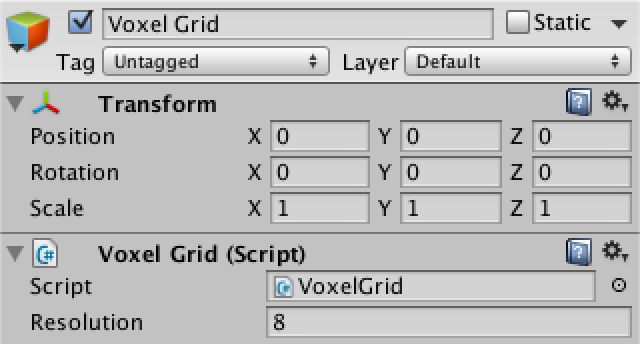 Voxel Grid Static
Tag Untagged Layer Default
Transform
Position X 0 Y 0 Z 0
Rotation X 0 Y 0 Z 0
Scale X 1 Y 1 Z 1
C# Voxel Grid (Script)
Script C# VoxelGrid
Resolution 8